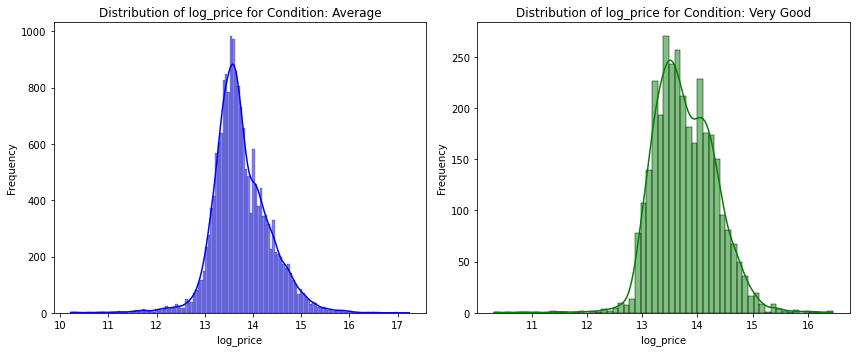 Distribution of log_price for Condition: Average
Frequency
1000
800
600
400
200
0
10 11 12 13 14 15 16 17
log_price
Distribution of log_price for Condition: Very Good
Frequency
250
200
150
100
50
0
11 12 13 14 15 16
log_price